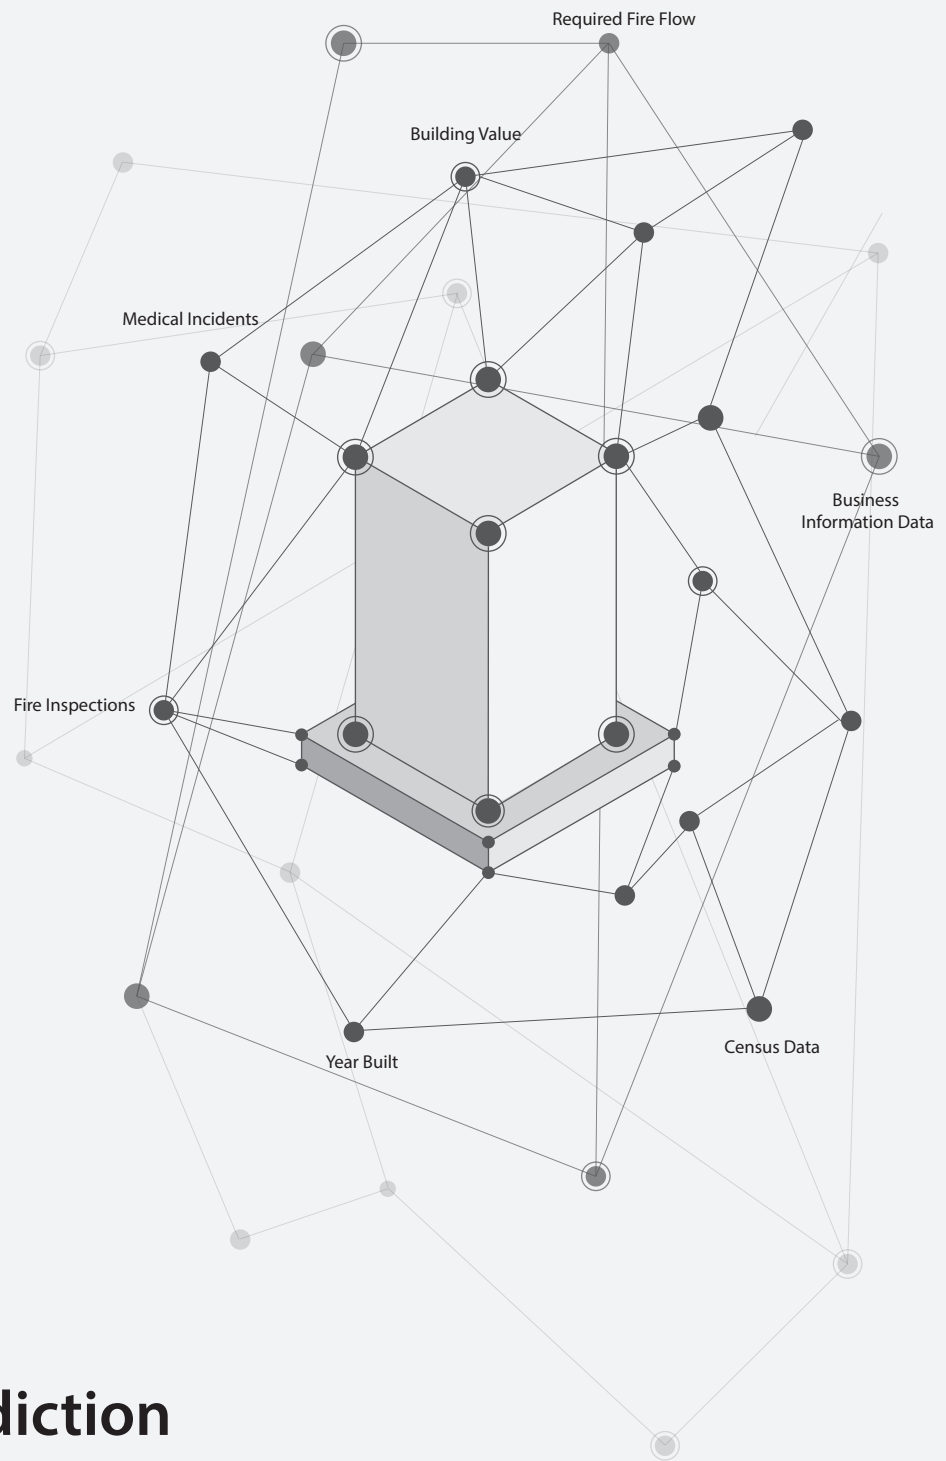 Required Fire Flow
Building Value
Medical Incidents
Business
Information Data
Fire Inspections
Census Data
Year Built
diction